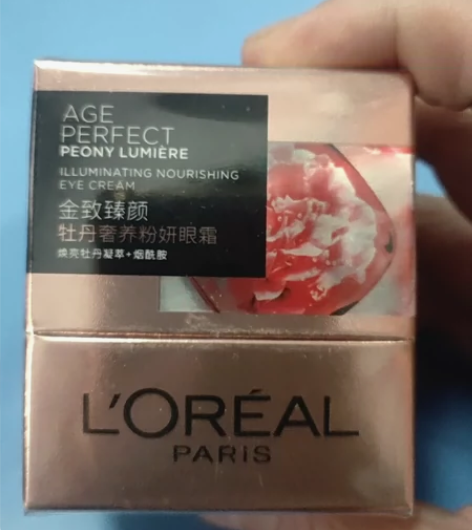 AGE
PERFECT
PEONY LUMIÈRE
ILLUMINATING NOURISHING
EYE CREAM
金致臻颜
牡丹奢养粉妍眼霜
焕亮牡丹凝萃+烟酰胺
L'ORÉAL
PARIS